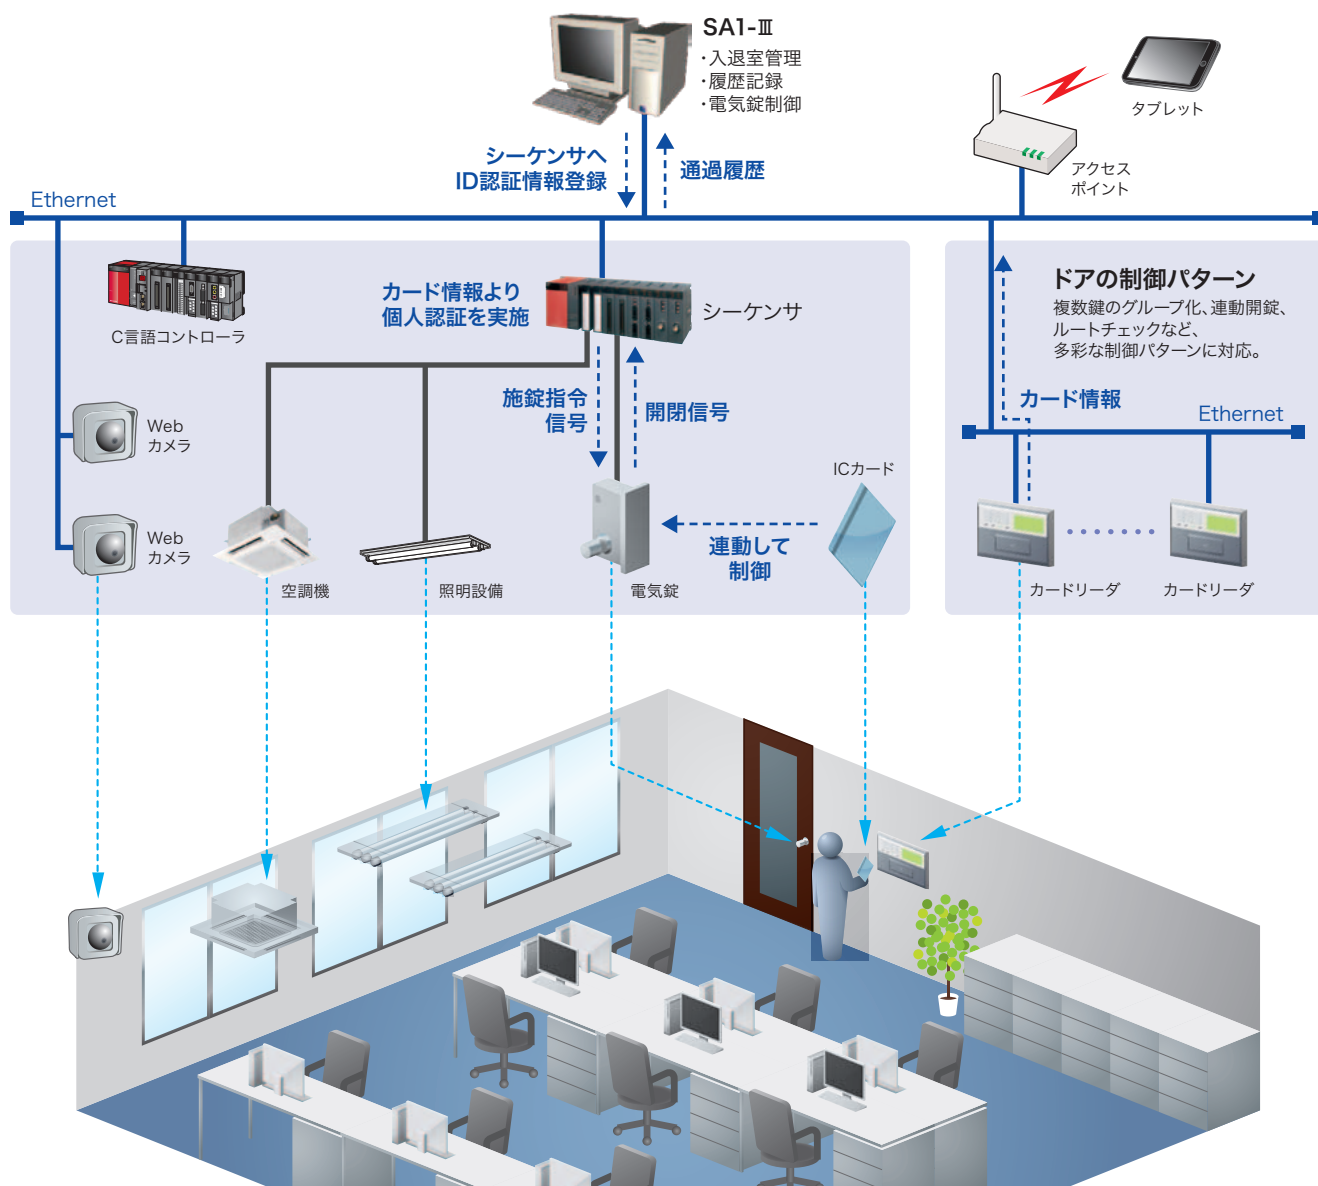 SA1-Ⅲ
・入退室管理
・履歴記録
・電気錠制御
タブレット
アクセス
ポイント
シーケンサへ
ID認証情報登録
通過履歴
Ethernet
C言語コントローラ
カード情報より
個人認証を実施
シーケンサ
ドアの制御パターン
複数鍵のグループ化、連動開錠、
ルートチェックなど、
多彩な制御パターンに対応。
施錠指令
信号
開閉信号
カード情報
Ethernet
Web
カメラ
ICカード
Web
カメラ
連動して
制御
空調機
照明設備
電気錠
カードリーダ
カードリーダ